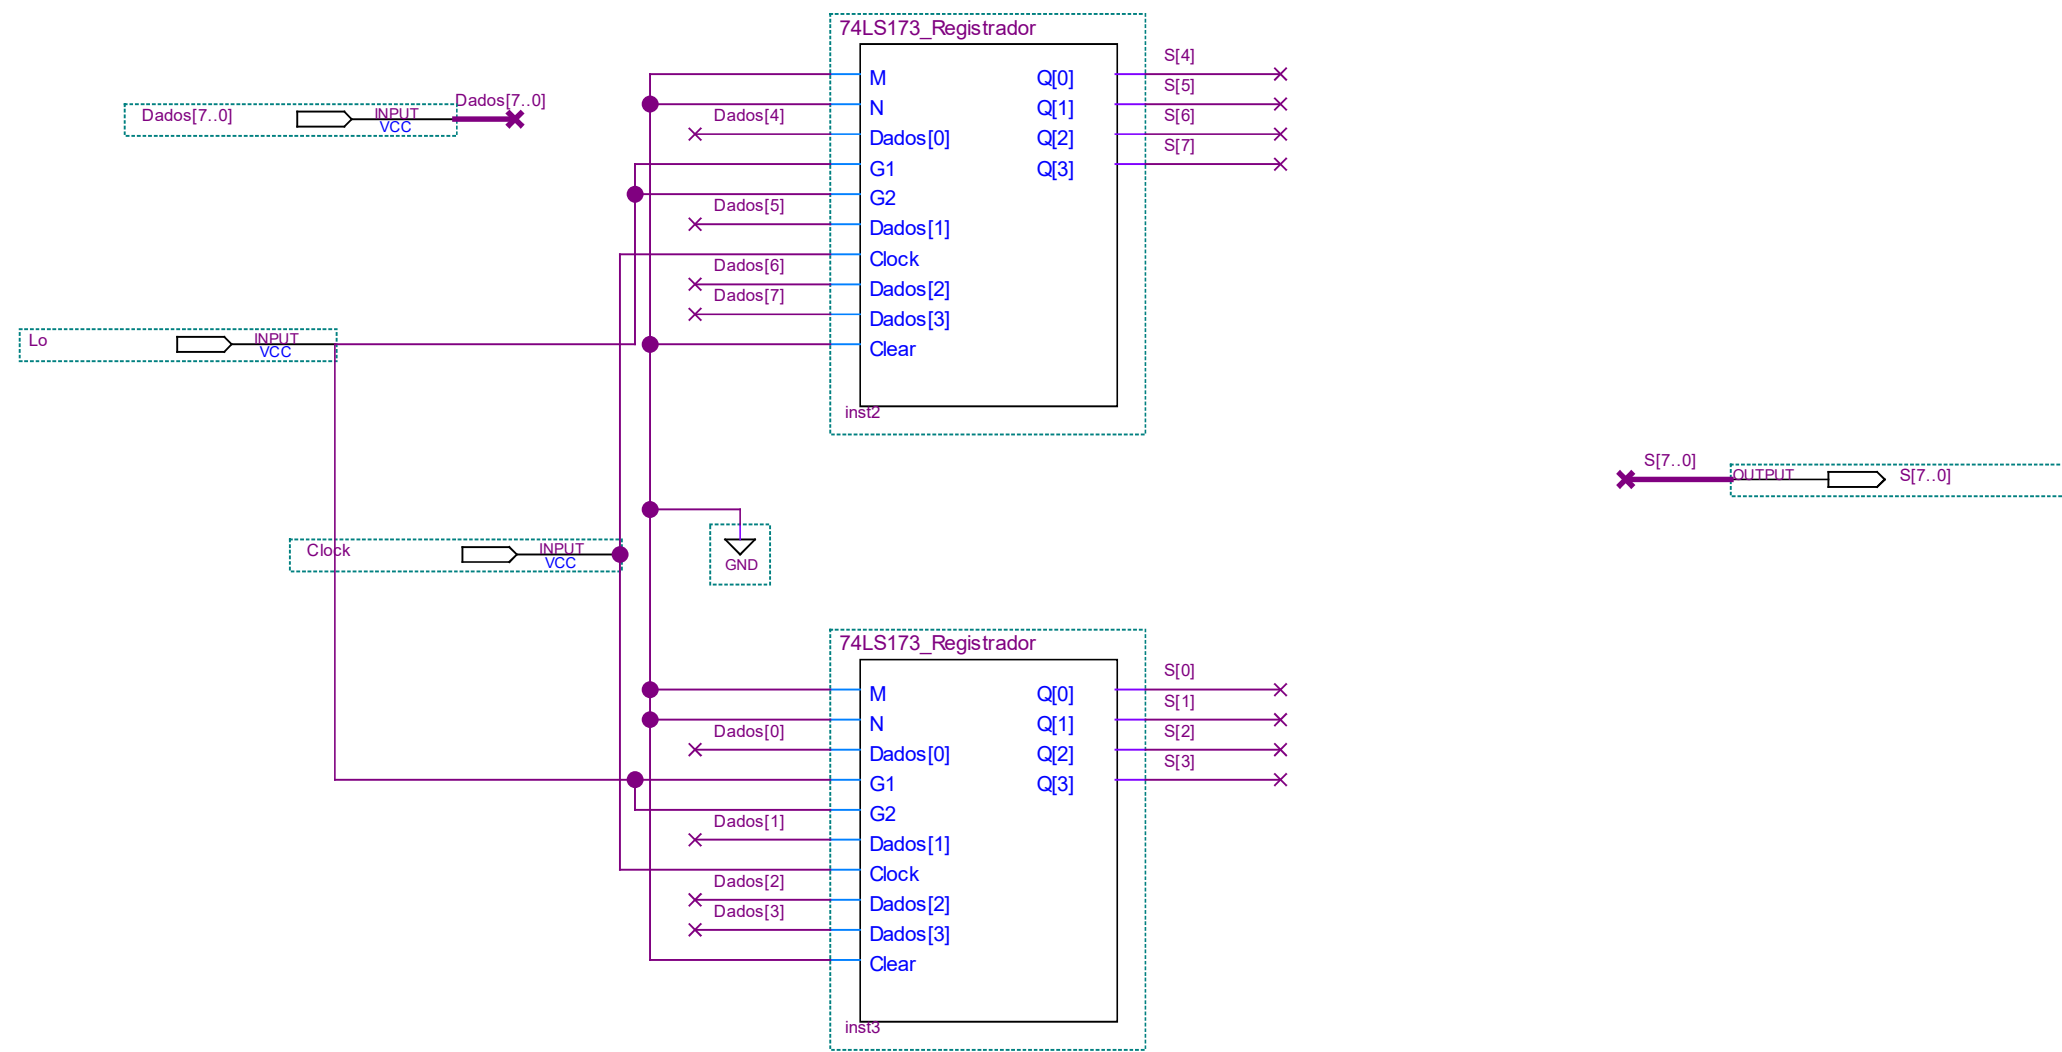 Dados[7..0]
INPUT
VCC
Dados[7..0]
Lo
INPUT
VCC
Clock
INPUT
VCC
74LS173_Registrador
M
N
Dados[4]
Dados[0]
G1
G2
Dados[5]
Dados[1]
Clock
Dados[6]
Dados[2]
Dados[7]
Dados[3]
Clear
Q[0]
Q[1]
Q[2]
Q[3]
S[4]
S[5]
S[6]
S[7]
inst2
GND
S[7..0]
OUTPUT
S[7..0]
74LS173_Registrador
M
N
Dados[0]
Dados[0]
G1
G2
Dados[1]
Dados[1]
Clock
Dados[2]
Dados[2]
Dados[3]
Dados[3]
Clear
Q[0]
Q[1]
Q[2]
Q[3]
S[0]
S[1]
S[2]
S[3]
inst3